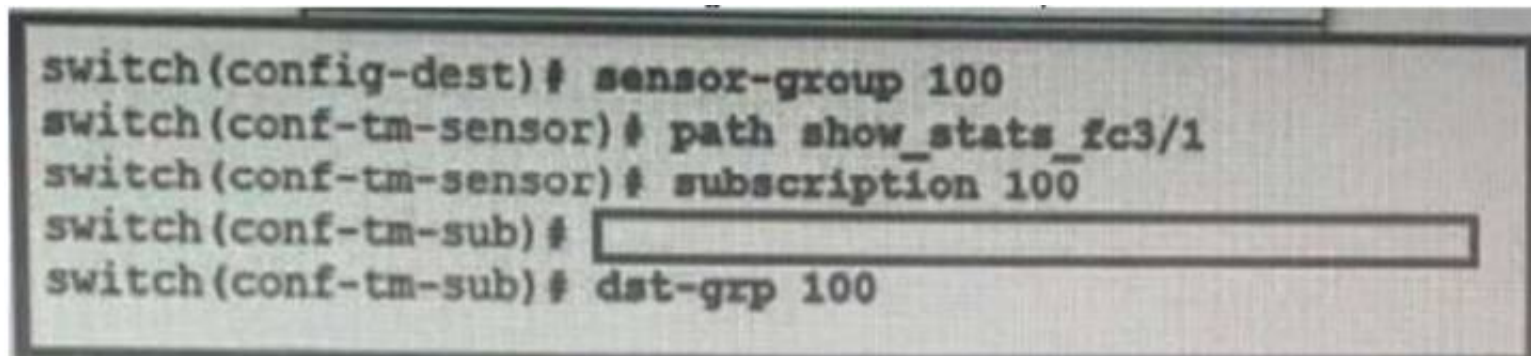 switch(config-dest)# sensor-group 100
switch(conf-tm-sensor)# path show_stats_fc3/1
switch(conf-tm-sensor)# subscription 100
switch(conf-tm-sub)#
switch(conf-tm-sub)# dst-grp 100